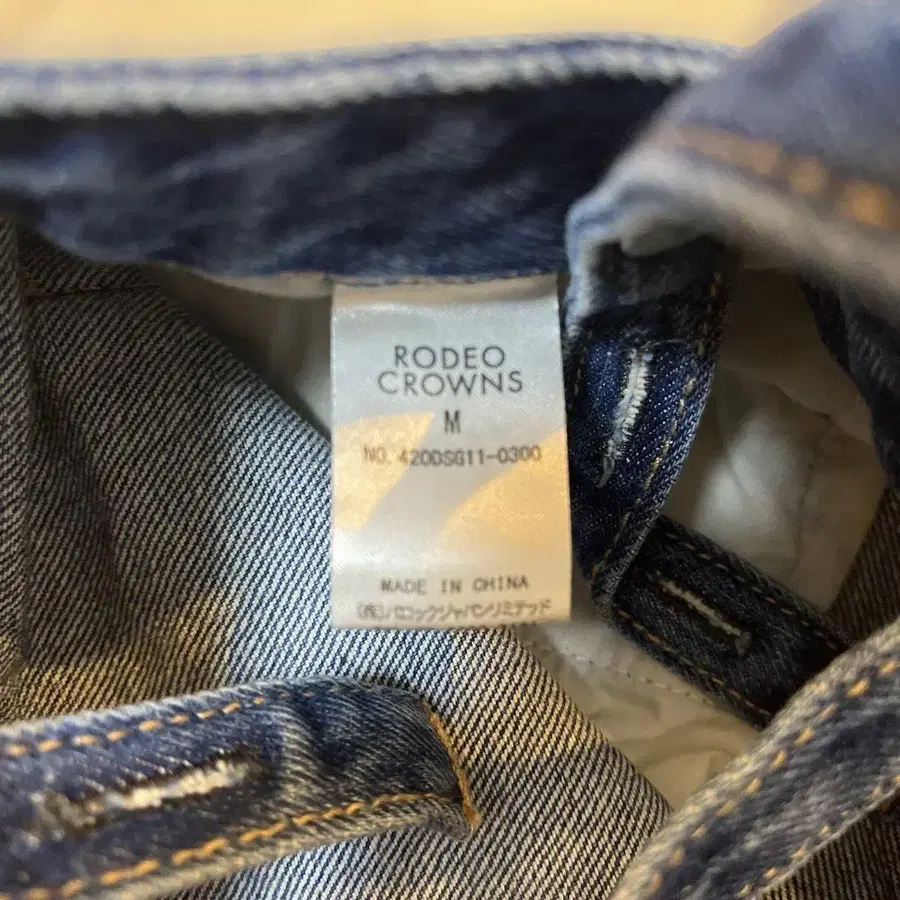 RODEO
CROWNS
M
NO. 420DSG11-0300
MADE IN CHINA
(株)バロックジャパンリミテッド